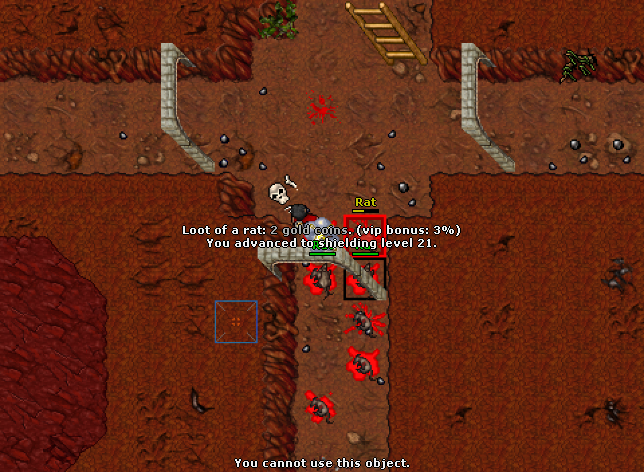 Rat
Loot of a rat: 2 gold coins. (vip bonus: 3%)
You advanced to shielding level 21.
You cannot use this object.